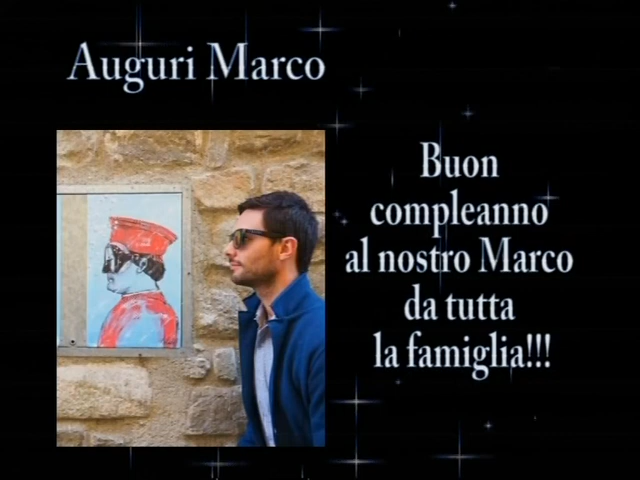 Auguri Marco
Buon
compleanno
al nostro Marco
da tutta
la famiglia!!!